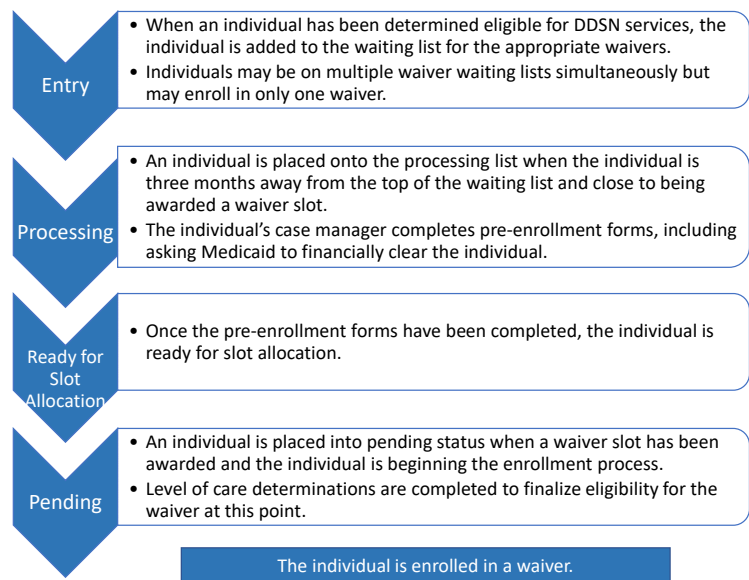 Entry
• When an individual has been determined eligible for DDSN services, the
individual is added to the waiting list for the appropriate waivers.
• Individuals may be on multiple waiver waiting lists simultaneously but
may enroll in only one waiver.
Processing
• An individual is placed onto the processing list when the individual is
three months away from the top of the waiting list and close to being
awarded a waiver slot.
• The individual's case manager completes pre-enrollment forms, including
asking Medicaid to financially clear the individual.
Ready for
Slot
Allocation
• Once the pre-enrollment forms have been completed, the individual is
ready for slot allocation.
Pending
• An individual is placed into pending status when a waiver slot has been
awarded and the individual is beginning the enrollment process.
• Level of care determinations are completed to finalize eligibility for the
waiver at this point.
The individual is enrolled in a waiver.